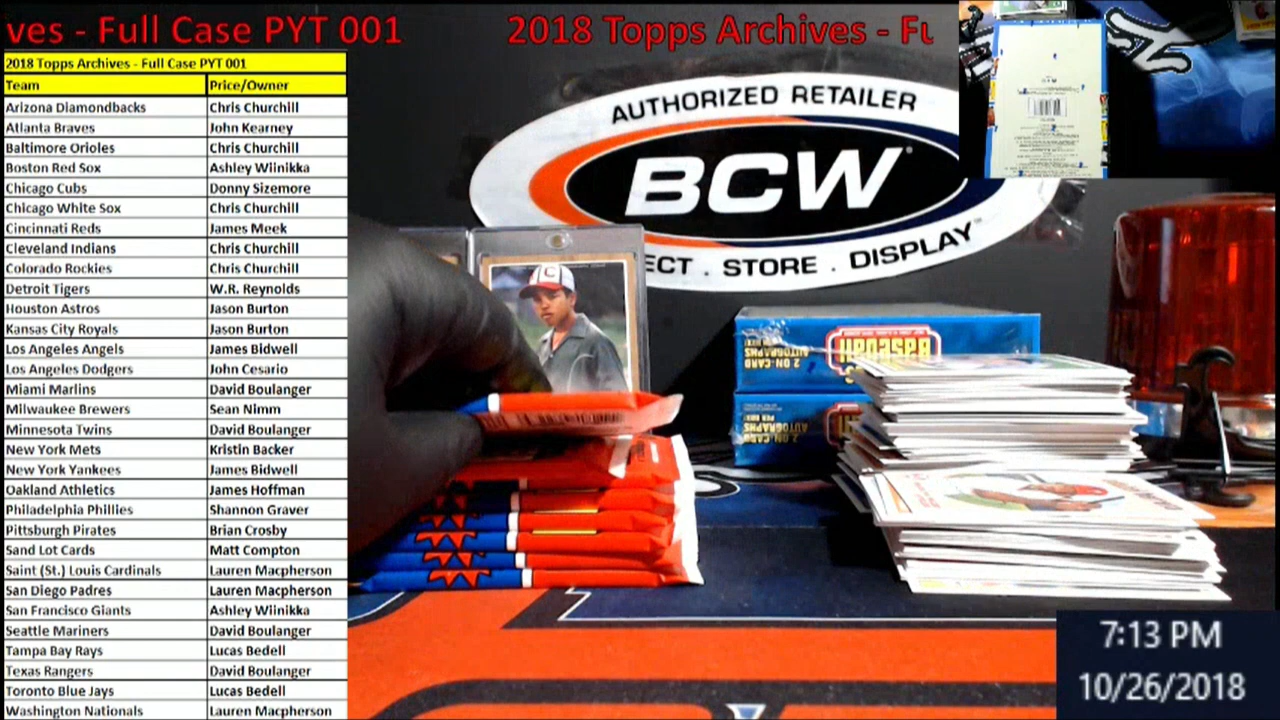 ves - Full Case PYT 001
2018 Topps Archives - Fu
2018 Topps Archives - Full Case PYT 001
Team Price/Owner
Arizona Diamondbacks Chris Churchill
Atlanta Braves John Kearney
Baltimore Orioles Chris Churchill
Boston Red Sox Ashley Wiinikka
Chicago Cubs Donny Sizemore
Chicago White Sox Chris Churchill
Cincinnati Reds James Meek
Cleveland Indians Chris Churchill
Colorado Rockies Chris Churchill
Detroit Tigers W.R. Reynolds
Houston Astros Jason Burton
Kansas City Royals Jason Burton
Los Angeles Angels James Bidwell
Los Angeles Dodgers John Cesario
Miami Marlins David Boulanger
Milwaukee Brewers Sean Nimm
Minnesota Twins David Boulanger
New York Mets Kristin Backer
New York Yankees James Bidwell
Oakland Athletics James Hoffman
Philadelphia Phillies Shannon Graver
Pittsburgh Pirates Brian Crosby
Sand Lot Cards Matt Compton
Saint (St.) Louis Cardinals Lauren Macpherson
San Diego Padres Lauren Macpherson
San Francisco Giants Ashley Wiinikka
Seattle Mariners David Boulanger
Tampa Bay Rays Lucas Bedell
Texas Rangers David Boulanger
Toronto Blue Jays Lucas Bedell
Washington Nationals Lauren Macpherson
AUTHORIZED RETAILER
BCW
ECT . STORE . DISPLAY
C
Baseball
2 ON-CARD
AUTOGRAPHS
PER BOX!
2 ON-CARD
AUTOGRAPHS
PER BOX!
7:13 PM
10/26/2018